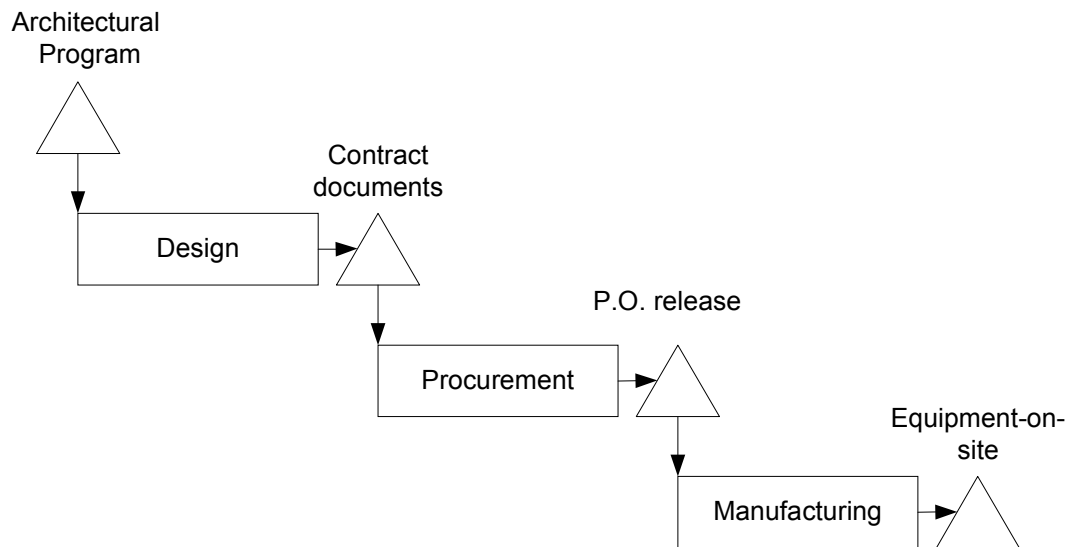 Architectural
Program
Contract
documents
Design
P.O. release
Procurement
Equipment-on-
site
Manufacturing